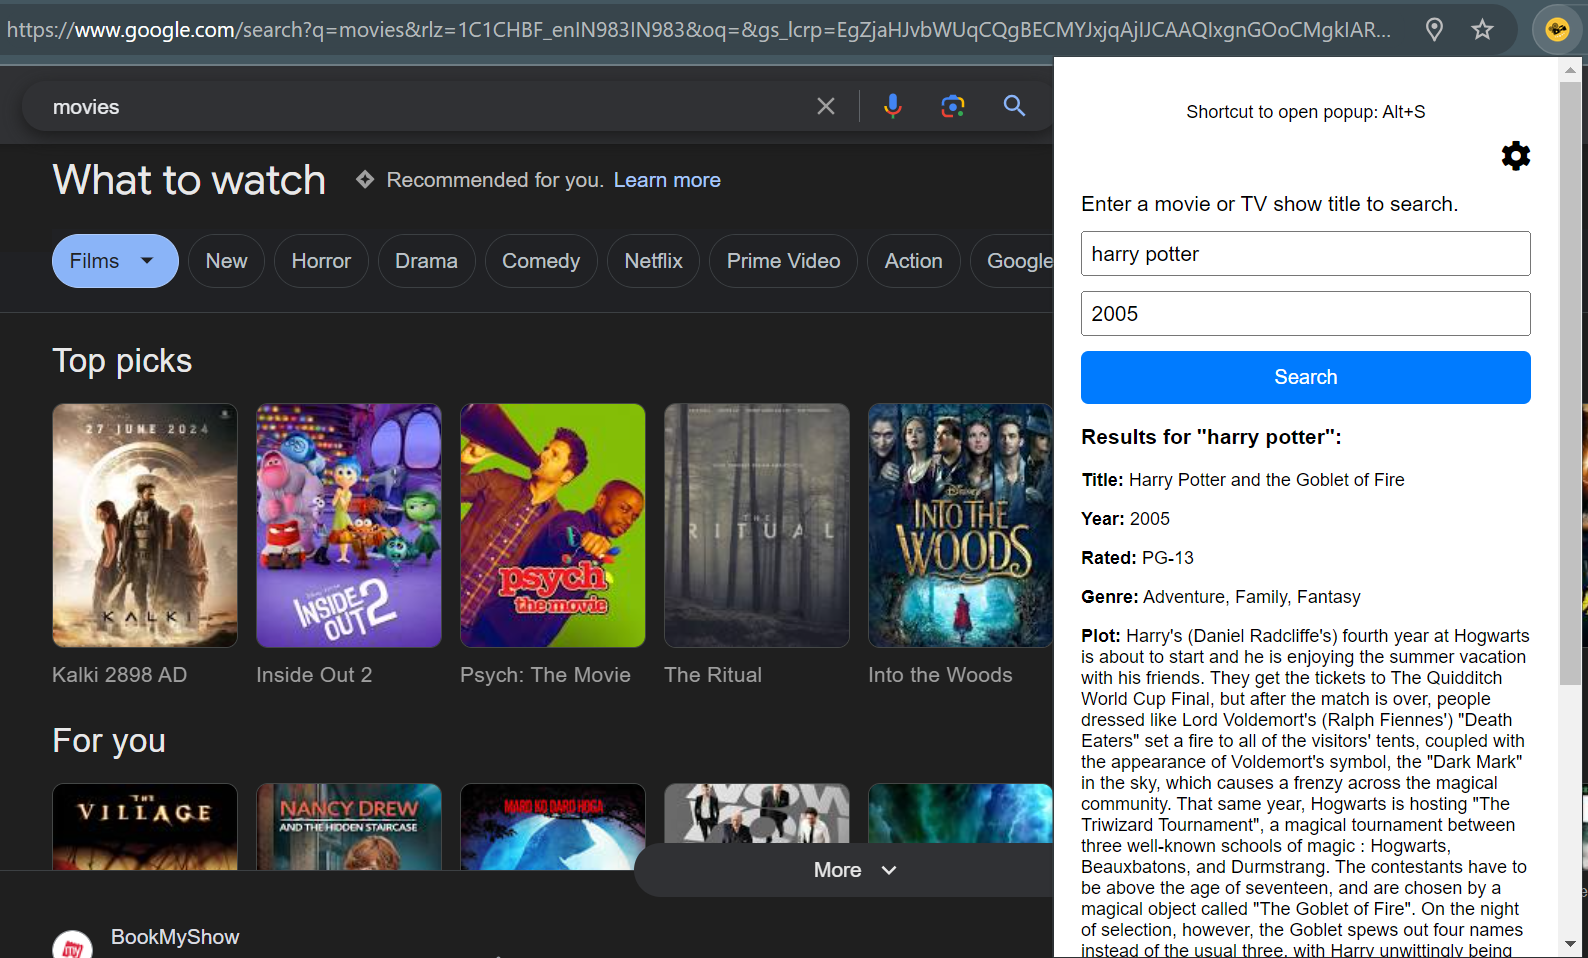 https://www.google.com/search?q=movies&rlz=1C1CHBF_enIN983IN983&oq=&gs_lcrp=EgZjaHJvbWUqCQgBECMYJxjqAjIJCAAQIxgnGOoCMgkIAR...
movies
What to watch
Recommended for you. Learn more
Films
New
Horror
Drama
Comedy
Netflix
Prime Video
Action
Google
Top picks
27 JUNE 2024
KALKI
INSIDE OUT 2
psych
the movie
THE
RITUAL
Disney
INTO THE
WOODS
Kalki 2898 AD
Inside Out 2
Psych: The Movie
The Ritual
Into the Woods
For you
THE
VILLAGE
NANCY DREW
AND THE HIDDEN STAIRCASE
MARD KO DARD HOGA
More
my
BookMyShow
Shortcut to open popup: Alt+S
Enter a movie or TV show title to search.
harry potter
2005
Search
Results for "harry potter":
Title: Harry Potter and the Goblet of Fire
Year: 2005
Rated: PG-13
Genre: Adventure, Family, Fantasy
Plot: Harry's (Daniel Radcliffe's) fourth year at Hogwarts
is about to start and he is enjoying the summer vacation
with his friends. They get the tickets to The Quidditch
World Cup Final, but after the match is over, people
dressed like Lord Voldemort's (Ralph Fiennes') "Death
Eaters" set a fire to all of the visitors' tents, coupled with
the appearance of Voldemort's symbol, the "Dark Mark"
in the sky, which causes a frenzy across the magical
community. That same year, Hogwarts is hosting "The
Triwizard Tournament", a magical tournament between
three well-known schools of magic : Hogwarts,
Beauxbatons, and Durmstrang. The contestants have to
be above the age of seventeen, and are chosen by a
magical object called "The Goblet of Fire". On the night
of selection, however, the Goblet spews out four names
instead of the usual three, with Harry unwittingly being